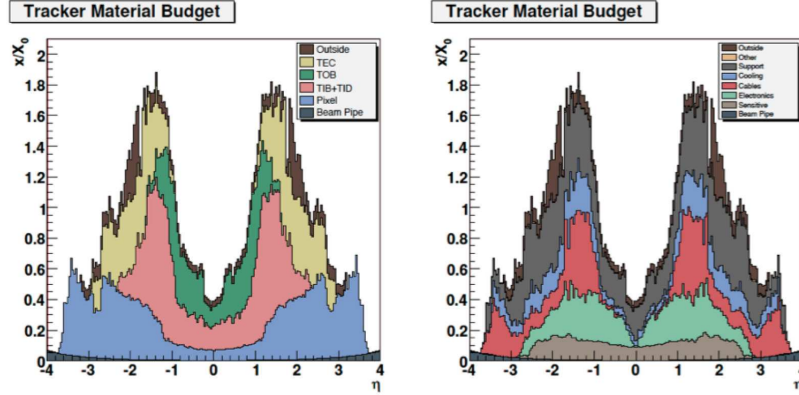 Tracker Material Budget
x/X0
2
1.8
1.6
1.4
1.2
1
0.8
0.6
0.4
0.2
0
Outside
TEC
TOB
TIB+TID
Pixel
Beam Pipe
-4 -3 -2 -1 0 1 2 3 4
η
Tracker Material Budget
x/X0
2
1.8
1.6
1.4
1.2
1
0.8
0.6
0.4
0.2
0
Outside
Other
Support
Cooling
Cables
Electronics
Sensitive
Beam Pipe
-4 -3 -2 -1 0 1 2 3 4